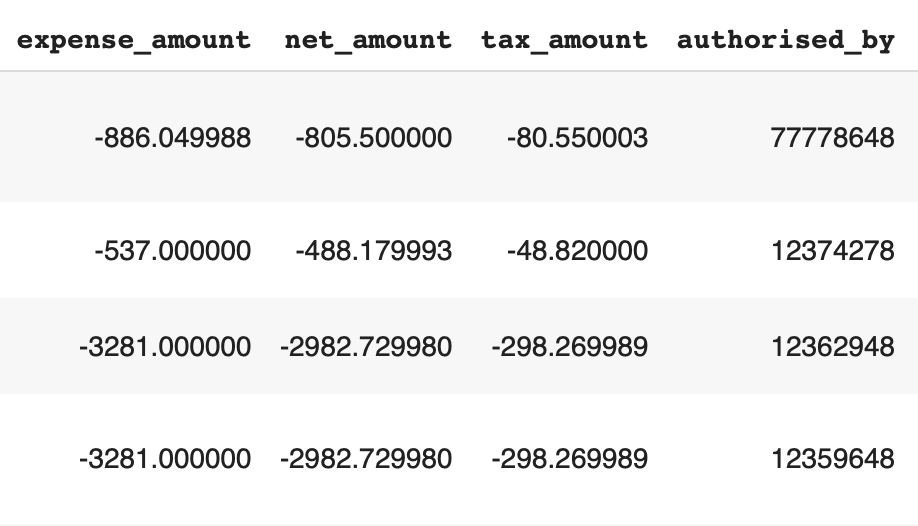 expense_amount net_amount tax_amount authorised_by
-886.049988 -805.500000 -80.550003 77778648
-537.000000 -488.179993 -48.820000 12374278
-3281.000000 -2982.729980 -298.269989 12362948
-3281.000000 -2982.729980 -298.269989 12359648